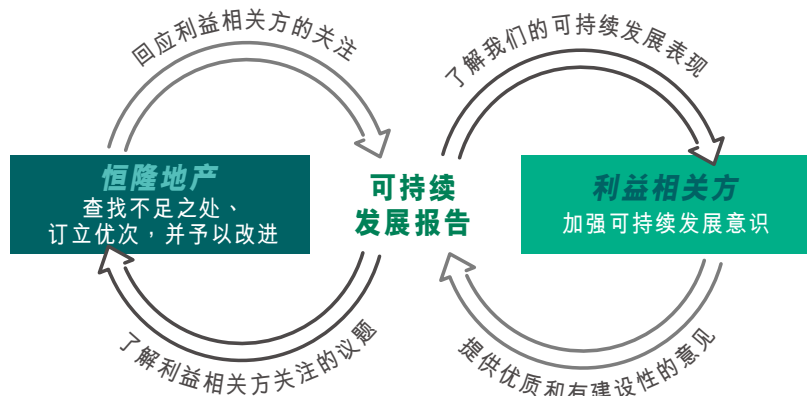 回应利益相关方的关注
了解我们的可持续发展表现
恒隆地产
查找不足之处、
订立优次，并予以改进
可持续
发展报告
利益相关方
加强可持续发展意识
了解利益相关方关注的议题
提供优质和有建设性的意见